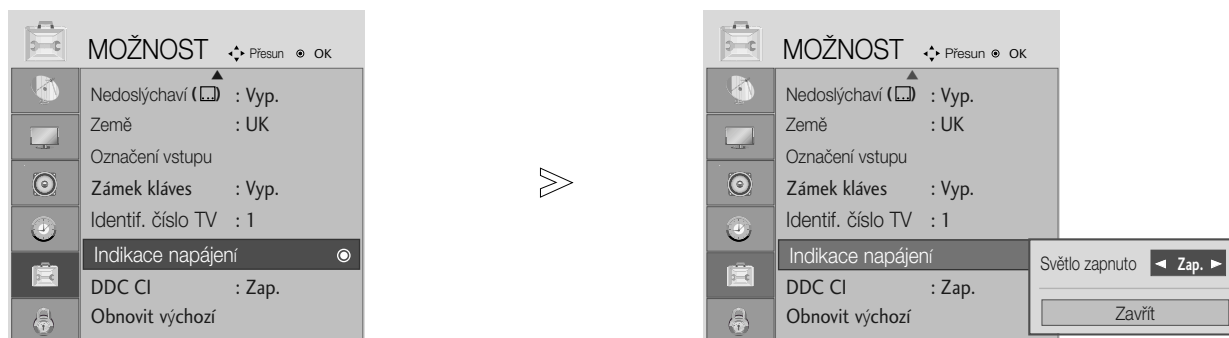 MOŽNOST Přesun OK
Nedoslýchaví ( ) : Vyp.
Země : UK
Označení vstupu
Zámek kláves : Vyp.
Identif. číslo TV : 1
Indikace napájení
DDC CI : Zap.
Obnovit výchozí
MOŽNOST Přesun OK
Nedoslýchaví ( ) : Vyp.
Země : UK
Označení vstupu
Zámek kláves : Vyp.
Identif. číslo TV : 1
Indikace napájení
DDC CI : Zap.
Obnovit výchozí
Světlo zapnuto ◄ Zap. ►
Zavřít